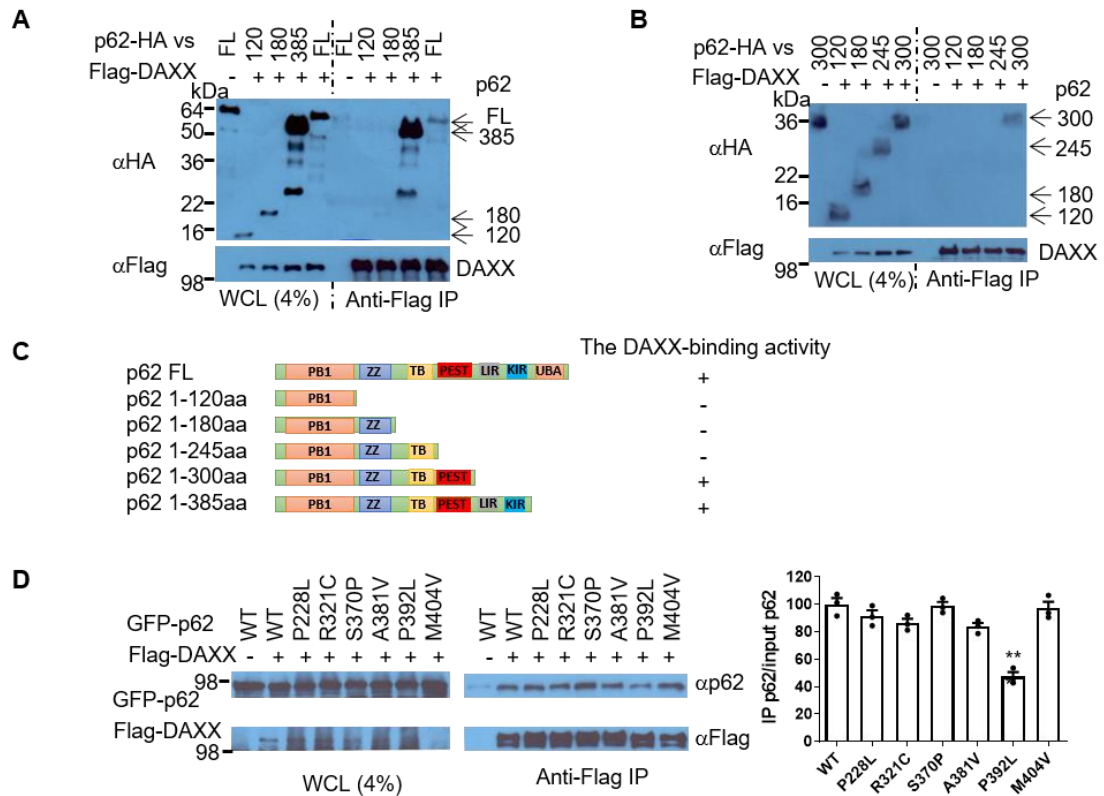 A
p62-HA vs FL 120 180 385 FL FL 120 180 385 FL
Flag-DAXX - + + + + - + + + +
kDa
p62
64
50
36
22
16
αHA
FL
385
180
120
αFlag
98
DAXX
WCL (4%) Anti-Flag IP
B
p62-HA vs 300 120 180 245 300 300 120 180 245 300
Flag-DAXX - + + + + - + + + +
kDa
p62
36
22
16
αHA
300
245
180
120
αFlag
98
DAXX
WCL (4%) Anti-Flag IP
C
The DAXX-binding activity
p62 FL PB1 ZZ TB PEST LIR KIR UBA +
p62 1-120aa PB1 -
p62 1-180aa PB1 ZZ -
p62 1-245aa PB1 ZZ TB -
p62 1-300aa PB1 ZZ TB PEST +
p62 1-385aa PB1 ZZ TB PEST LIR KIR +
D
GFP-p62 WT WT P228L R321C S370P A381V P392L M404V WT WT P228L R321C S370P A381V P392L M404V
Flag-DAXX - + + + + + + + - + + + + + + +
98
GFP-p62
αp62
Flag-DAXX
98
αFlag
WCL (4%) Anti-Flag IP
IP p62/input p62
120
100
80
60
40
20
0
**
WT P228L R321C S370P A381V P392L M404V